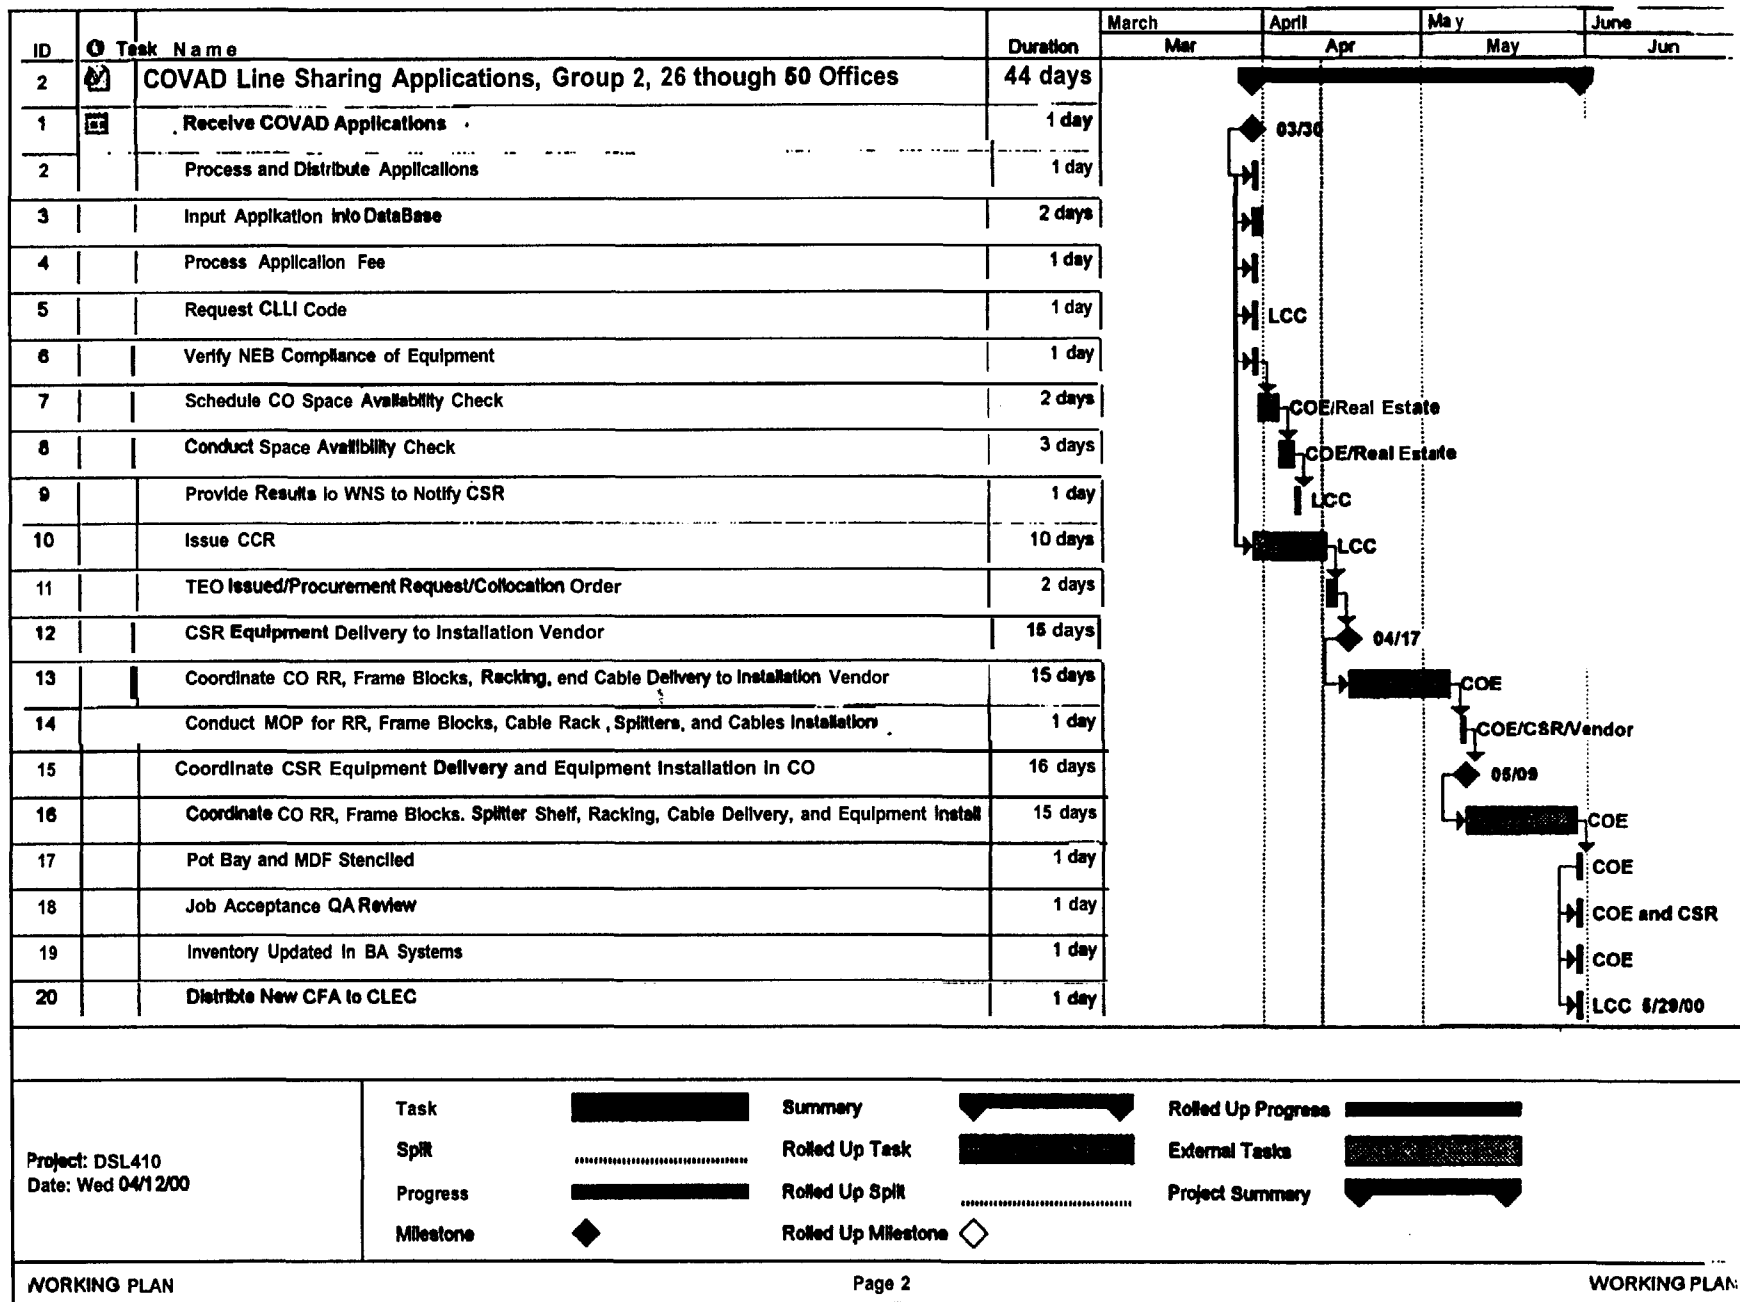 March April May June
ID Task Name Duration Mar Apr May Jun
2 COVAD Line Sharing Applications, Group 2, 26 though 50 Offices 44 days
1 Receive COVAD Applications 1 day 03/30
2 Process and Distribute Applications 1 day
3 Input Applkation into DataBase 2 days
4 Process Application Fee 1 day
5 Request CLLI Code 1 day LCC
6 Verify NEB Compliance of Equipment 1 day
7 Schedule CO Space Availability Check 2 days COE/Real Estate
8 Conduct Space Availibility Check 3 days COE/Real Estate
9 Provide Results lo WNS to Notify CSR 1 day LCC
10 Issue CCR 10 days LCC
11 TEO Issued/Procurement Request/Collocation Order 2 days
12 CSR Equipment Delivery to Installation Vendor 15 days 04/17
13 Coordinate CO RR, Frame Blocks, Racking, end Cable Delivery to Installation Vendor 15 days COE
14 Conduct MOP for RR, Frame Blocks, Cable Rack , Splitters, and Cables Installation 1 day COE/CSR/Vendor
15 Coordinate CSR Equipment Delivery and Equipment Installation in CO 16 days 05/09
16 Coordinate CO RR, Frame Blocks. Splitter Shelf, Racking, Cable Delivery, and Equipment Install 15 days COE
17 Pot Bay and MDF Stenciled 1 day COE
18 Job Acceptance QA Review 1 day COE and CSR
19 Inventory Updated In BA Systems 1 day COE
20 Distribte New CFA to CLEC 1 day LCC 5/29/00
Project: DSL410
Date: Wed 04/12/00
Task Summary Rolled Up Progress
Split Rolled Up Task External Tasks
Progress Rolled Up Split Project Summary
Milestone Rolled Up Milestone
WORKING PLAN Page 2 WORKING PLAN